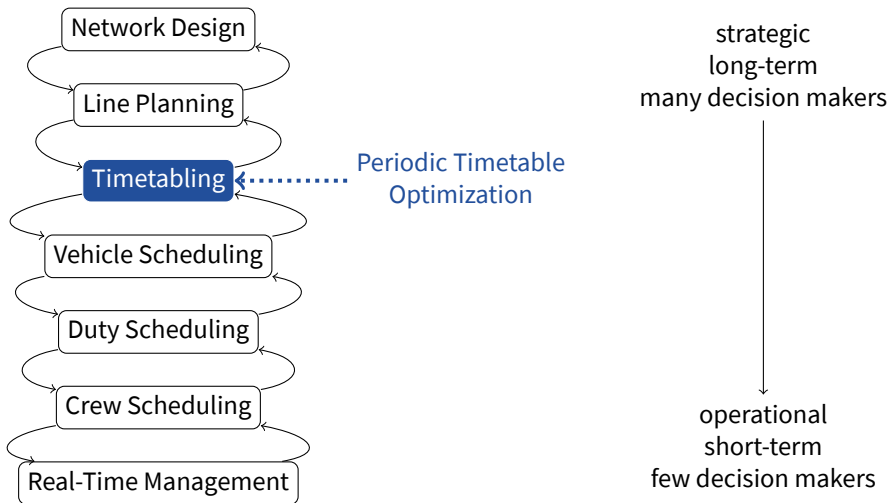 Network Design
Line Planning
Timetabling
Vehicle Scheduling
Duty Scheduling
Crew Scheduling
Real-Time Management
Periodic Timetable
Optimization
strategic
long-term
many decision makers
operational
short-term
few decision makers